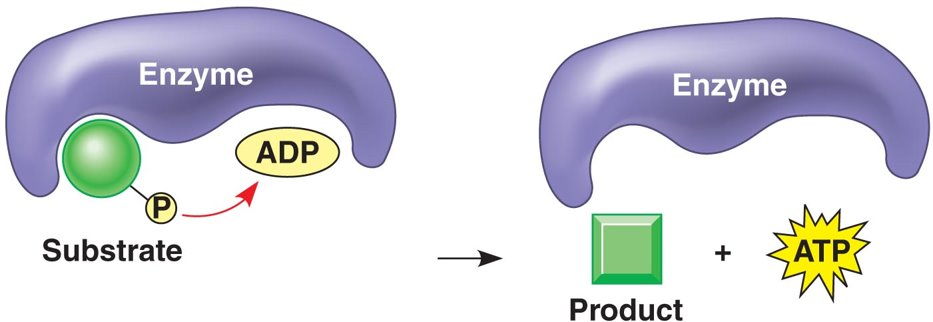 Enzyme
ADP
P
Substrate
Enzyme
+
ATP
Product